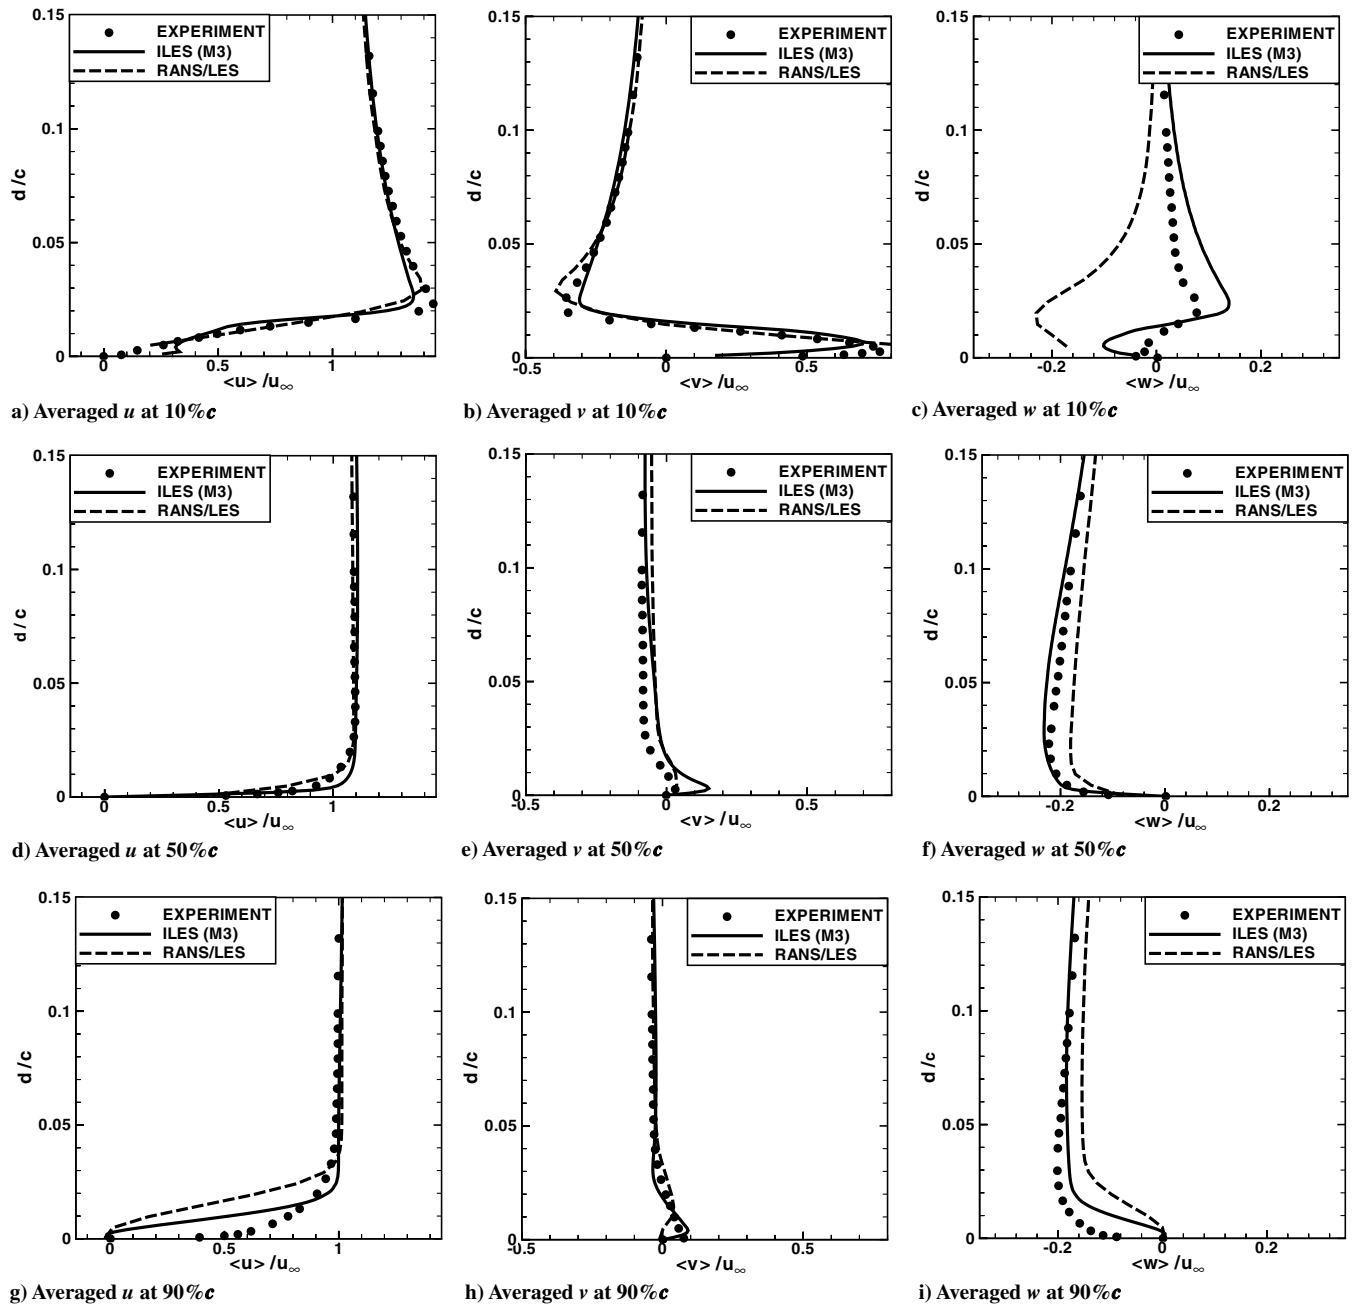 0.15
EXPERIMENT
ILES (M3)
RANS/LES
0.1
d /c
0.05
0
0 0.5 1
<u> /u∞
a) Averaged u at 10%c
0.15
EXPERIMENT
ILES (M3)
RANS/LES
0.1
d /c
0.05
0
-0.5 0 0.5
<v> /u∞
b) Averaged v at 10%c
0.15
EXPERIMENT
ILES (M3)
RANS/LES
0.1
d /c
0.05
0
-0.2 0 0.2
<w> /u∞
c) Averaged w at 10%c
0.15
EXPERIMENT
ILES (M3)
RANS/LES
0.1
d /c
0.05
0
0 0.5 1
<u> /u∞
d) Averaged u at 50%c
0.15
EXPERIMENT
ILES (M3)
RANS/LES
0.1
d /c
0.05
0
-0.5 0 0.5
<v> /u∞
e) Averaged v at 50%c
0.15
EXPERIMENT
ILES (M3)
RANS/LES
0.1
d /c
0.05
0
-0.2 0 0.2
<w> /u∞
f) Averaged w at 50%c
0.15
EXPERIMENT
ILES (M3)
RANS/LES
0.1
d /c
0.05
0
0 0.5 1
<u> /u∞
g) Averaged u at 90%c
0.15
EXPERIMENT
ILES (M3)
RANS/LES
0.1
d /c
0.05
0
-0.5 0 0.5
<v> /u∞
h) Averaged v at 90%c
0.15
EXPERIMENT
ILES (M3)
RANS/LES
0.1
d /c
0.05
0
-0.2 0 0.2
<w> /u∞
i) Averaged w at 90%c